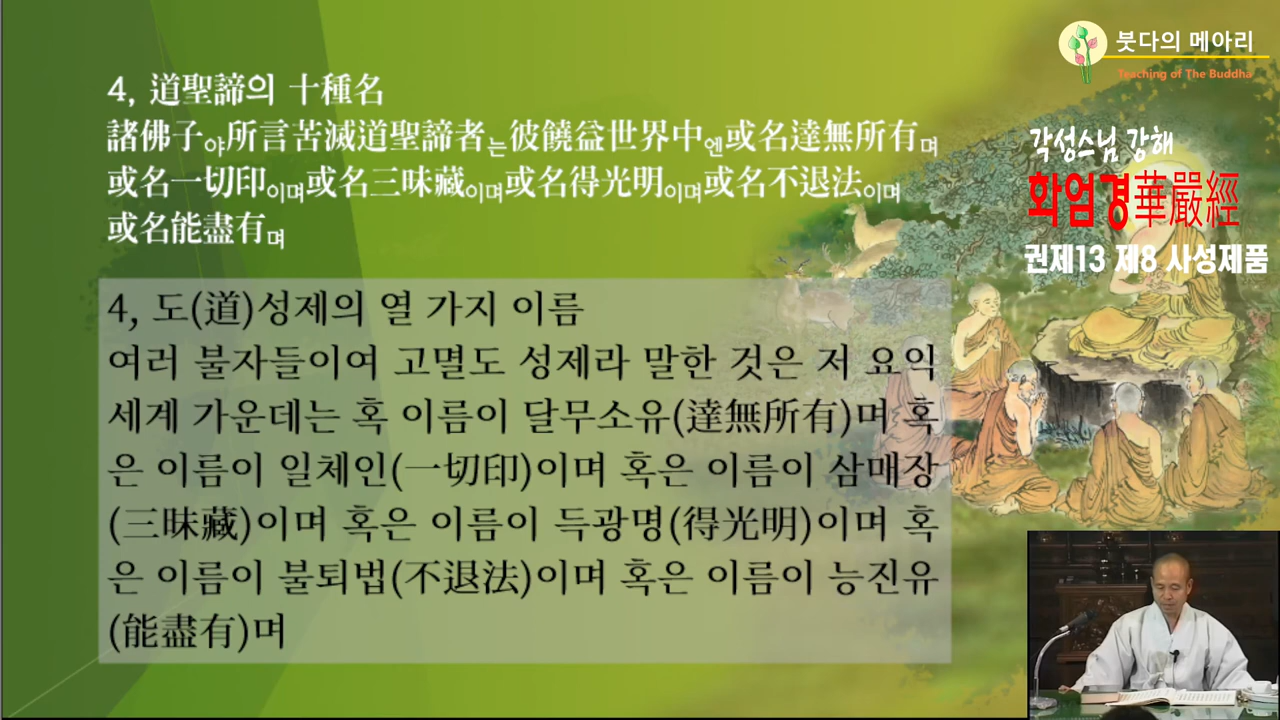 4, 道聖諦의 十種名
諸佛子야所言苦滅道聖諦者는彼饒益世界中엔或名達無所有며
或名一切印이며或名三昧藏이며或名得光明이며或名不退法이며
或名能盡有며
4, 도(道)성제의 열 가지 이름
여러 불자들이여 고멸도 성제라 말한 것은 저 요익
세계 가운데는 혹 이름이 달무소유(達無所有)며 혹
은 이름이 일체인(一切印)이며 혹은 이름이 삼매장
(三昧藏)이며 혹은 이름이 득광명(得光明)이며 혹
은 이름이 불퇴법(不退法)이며 혹은 이름이 능진유
(能盡有)며
붓다의 메아리
Teaching of The Buddha
각성스님 강해
화엄경華嚴經
권제13 제8 사성제품